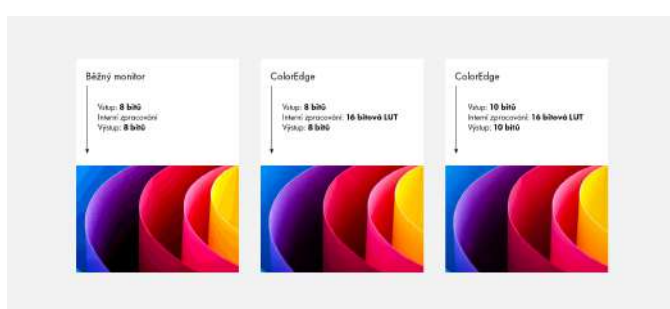 Běžný monitor
Vstup: 8 bitů
Interní zpracování
Výstup: 8 bitů
ColorEdge
Vstup: 8 bitů
Interní zpracování: 16 bitová LUT
Výstup: 8 bitů
ColorEdge
Vstup: 10 bitů
Interní zpracování: 16 bitová LUT
Výstup: 10 bitů